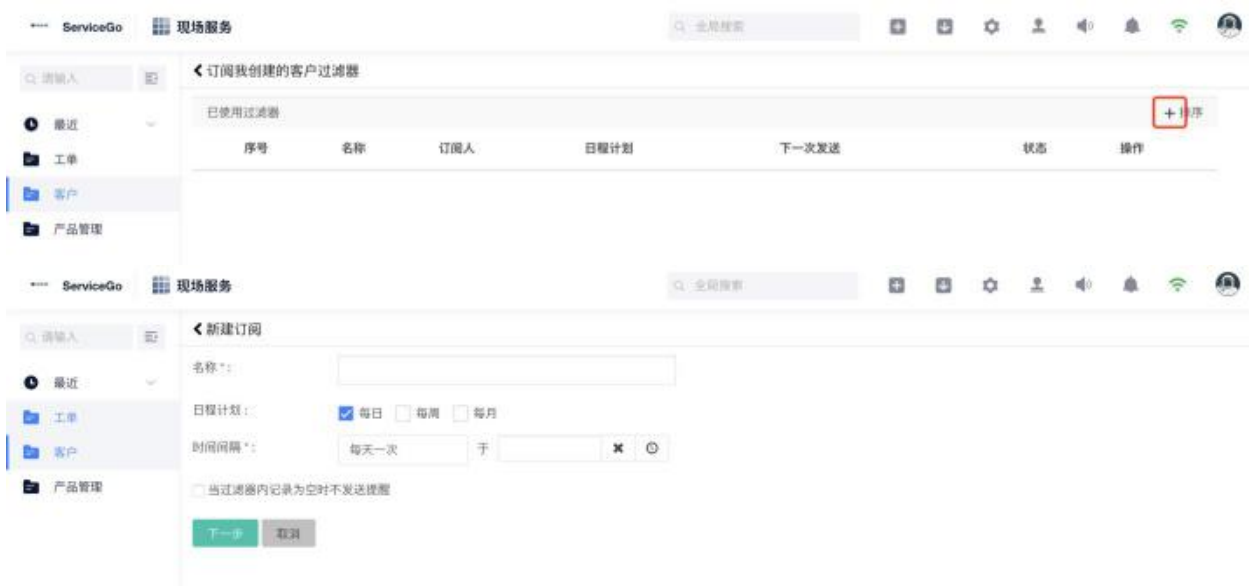 ServiceGo 现场服务 全局搜索
请输入 订阅我创建的客户过滤器
已使用过滤器 + 排序
最近
序号 名称 订阅人 日程计划 下一次发送 状态 操作
工单
客户
产品管理
ServiceGo 现场服务 全局搜索
请输入 新建订阅
名称*:
最近
日程计划: 每日 每周 每月
工单
时间间隔*: 每天一次 于
客户
产品管理
当过滤器内记录为空时不发送提醒
下一步 取消